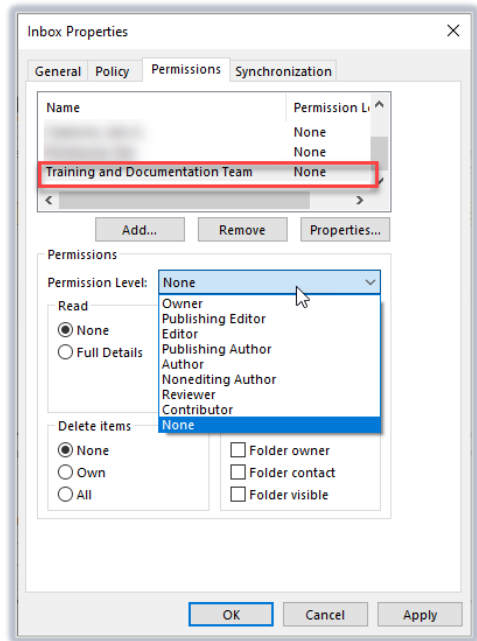 Inbox Properties
General Policy Permissions Synchronization
Name Permission L
None
None
Training and Documentation Team None
Add... Remove Properties...
Permissions
Permission Level: None
Read Owner
Publishing Editor
None Editor
Publishing Author
Full Details Author
Nonediting Author
Reviewer
Contributor
Delete items None
None Folder owner
Own Folder contact
All Folder visible
OK Cancel Apply